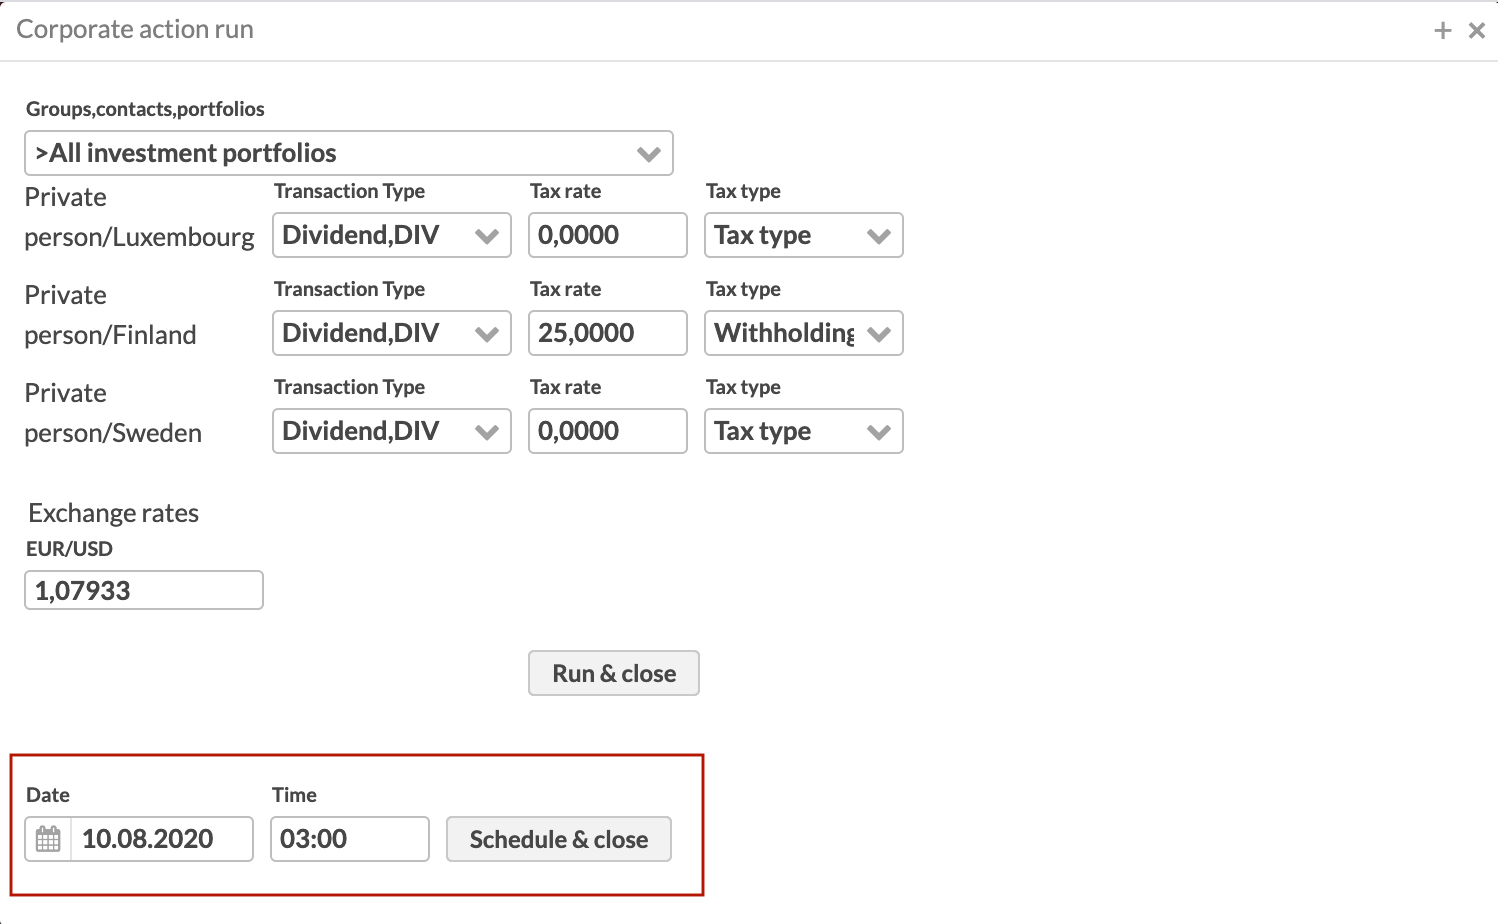 Corporate action run
Groups,contacts,portfolios
>All investment portfolios
Private person/Luxembourg
Transaction Type
Dividend,DIV
Tax rate
0,0000
Tax type
Tax type
Private person/Finland
Transaction Type
Dividend,DIV
Tax rate
25,0000
Tax type
Withholding
Private person/Sweden
Transaction Type
Dividend,DIV
Tax rate
0,0000
Tax type
Tax type
Exchange rates
EUR/USD
1,07933
Run & close
Date
10.08.2020
Time
03:00
Schedule & close